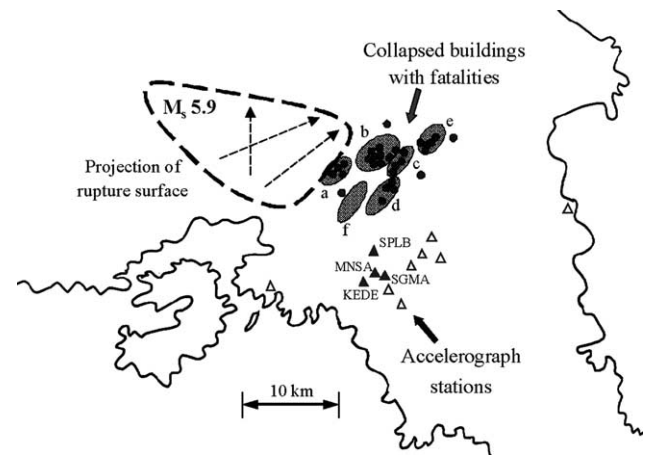 Collapsed buildings
with fatalities
Mₛ 5.9
e
b
Projection of
rupture surface
c
a
d
f
SPLB
MNSA
SGMA
KEDE
Accelerograph
stations
10 km